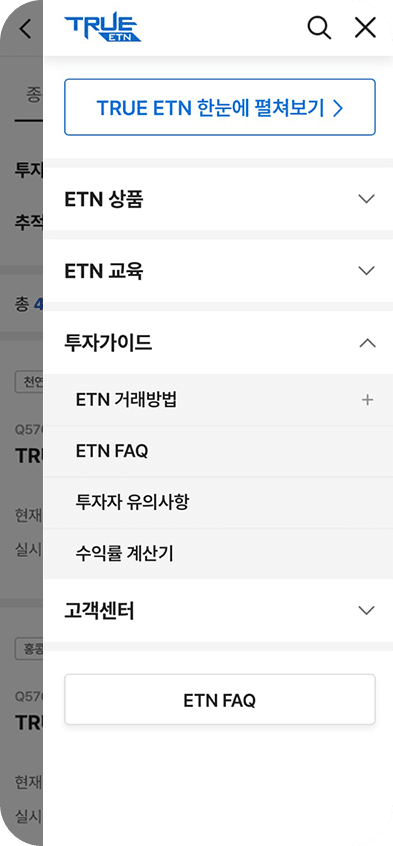 TRUE ETN
TRUE ETN 한눈에 펼쳐보기
ETN 상품
ETN 교육
투자가이드
ETN 거래방법
ETN FAQ
투자자 유의사항
수익률 계산기
고객센터
ETN FAQ
종
투자
추적
총 4
천연
Q570
TRU
현재
실시
홍콩
Q570
TRU
현재
실시